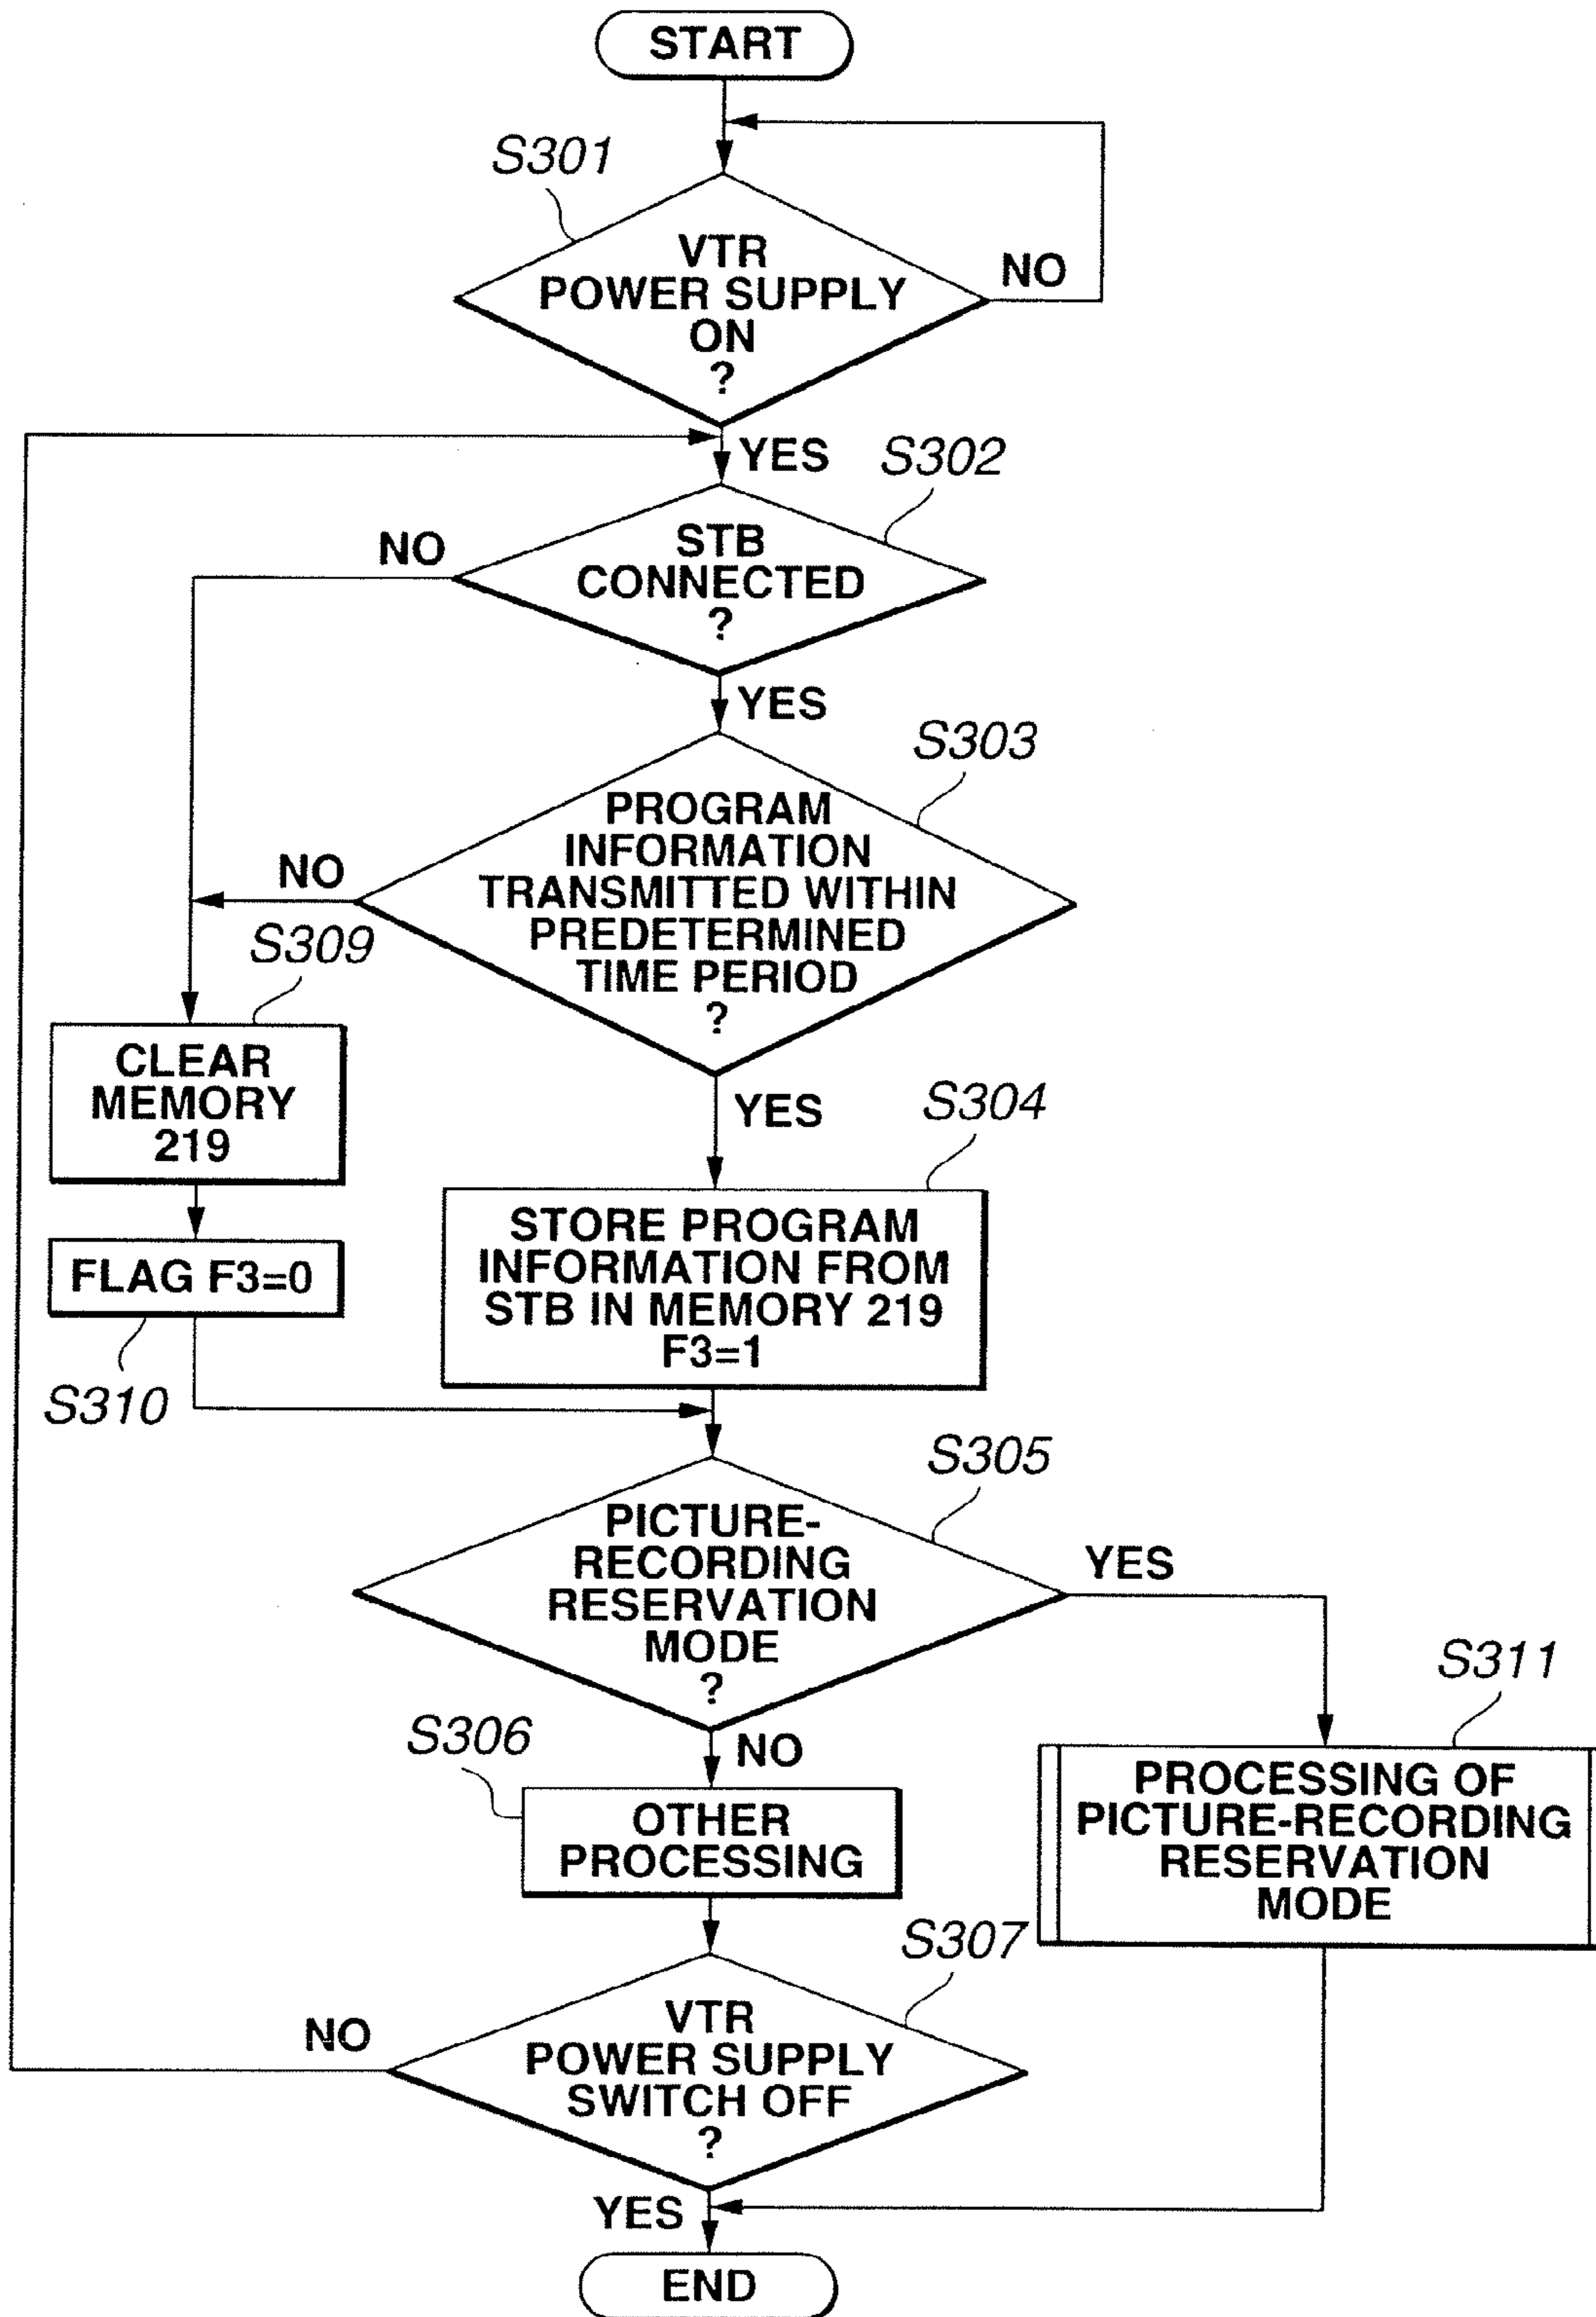 START
S301
VTR
POWER SUPPLY
ON
?
NO
YES
S302
STB
CONNECTED
?
NO
YES
S303
PROGRAM
INFORMATION
TRANSMITTED WITHIN
PREDETERMINED
TIME PERIOD
?
NO
S309
CLEAR
MEMORY
219
YES
S304
STORE PROGRAM
INFORMATION FROM
STB IN MEMORY 219
F3=1
FLAG F3=0
S310
S305
PICTURE-
RECORDING
RESERVATION
MODE
?
YES
S311
PROCESSING OF
PICTURE-RECORDING
RESERVATION
MODE
NO
S306
OTHER
PROCESSING
S307
VTR
POWER SUPPLY
SWITCH OFF
?
NO
YES
END